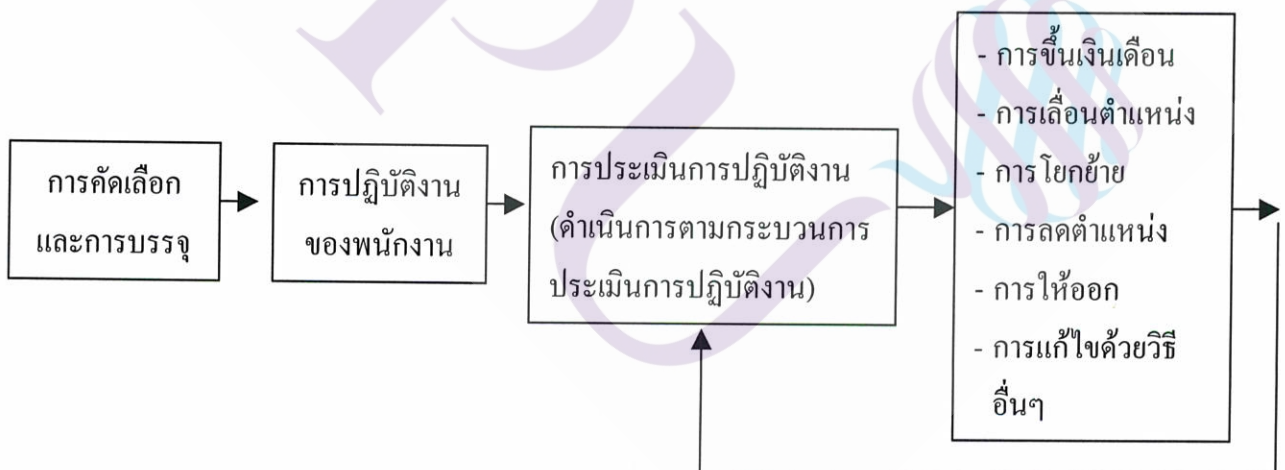 การคัดเลือก
และการบรรจุ
การปฏิบัติงาน
ของพนักงาน
การประเมินการปฏิบัติงาน
(ดำเนินการตามกระบวนการ
ประเมินการปฏิบัติงาน)
- การขึ้นเงินเดือน
- การเลื่อนตำแหน่ง
- การโยกย้าย
- การลดตำแหน่ง
- การให้ออก
- การแก้ไขด้วยวิธี
อื่นๆ